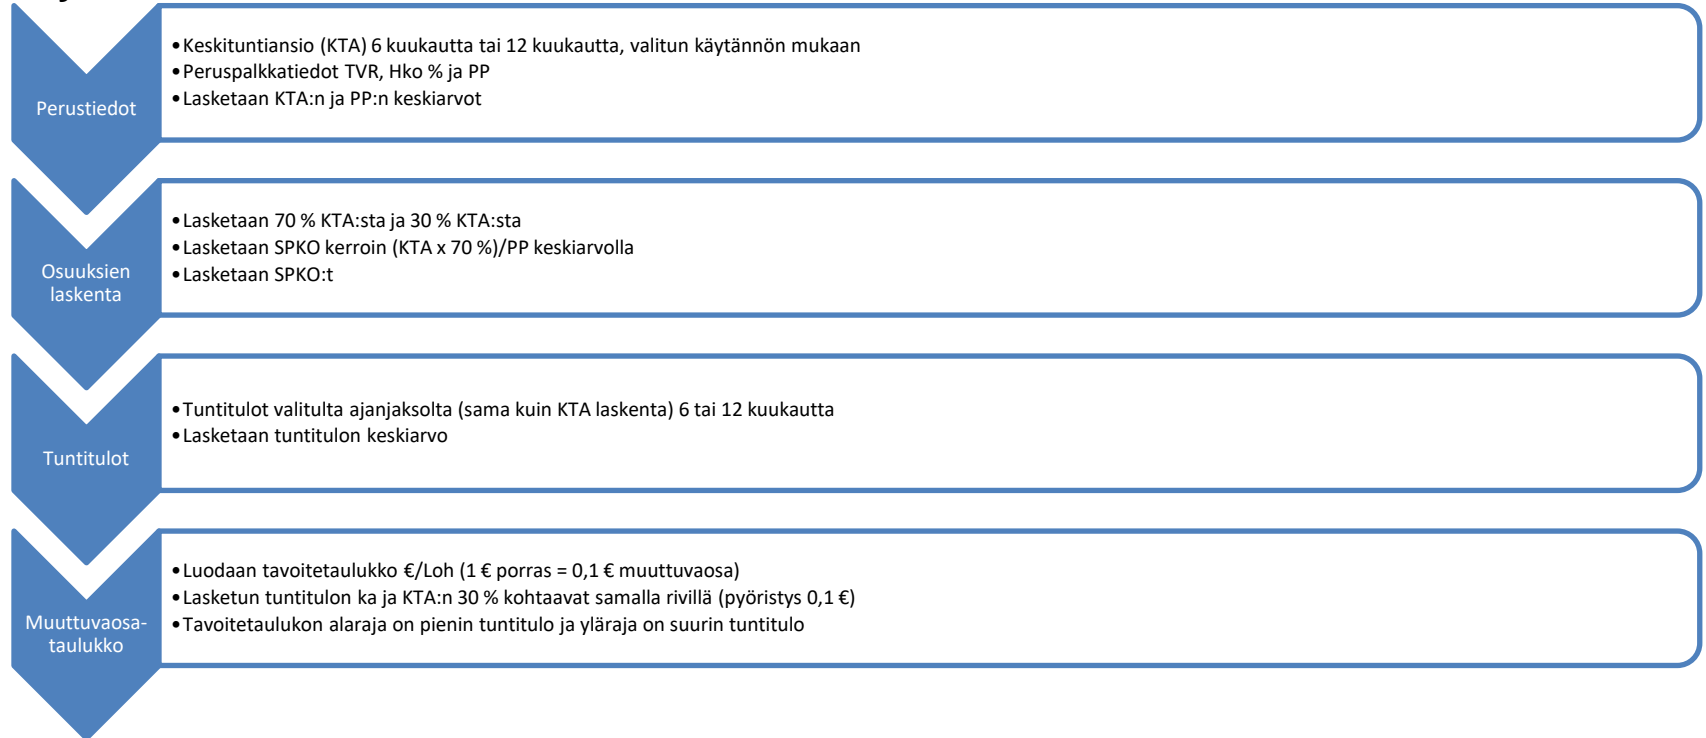 Perustiedot
•Keskituntiansio (KTA) 6 kuukautta tai 12 kuukautta, valitun käytännön mukaan
•Peruspalkkatiedot TVR, Hko % ja PP
•Lasketaan KTA:n ja PP:n keskiarvot
Osuuksien
laskenta
•Lasketaan 70 % KTA:sta ja 30 % KTA:sta
•Lasketaan SPKO kerroin (KTA x 70 %)/PP keskiarvolla
•Lasketaan SPKO:t
Tuntitulot
•Tuntitulot valitulta ajanjaksolta (sama kuin KTA laskenta) 6 tai 12 kuukautta
•Lasketaan tuntitulon keskiarvo
Muuttuvaosa-
taulukko
•Luodaan tavoitetaulukko €/Loh (1 € porras = 0,1 € muuttuvaosa)
•Lasketun tuntitulon ka ja KTA:n 30 % kohtaavat samalla rivillä (pyöristys 0,1 €)
•Tavoitetaulukon alaraja on pienin tuntitulo ja yläraja on suurin tuntitulo